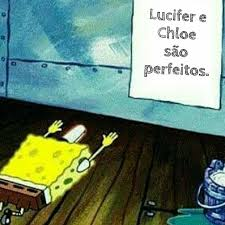 Lucifer e
Chloe
são
perfeitos.